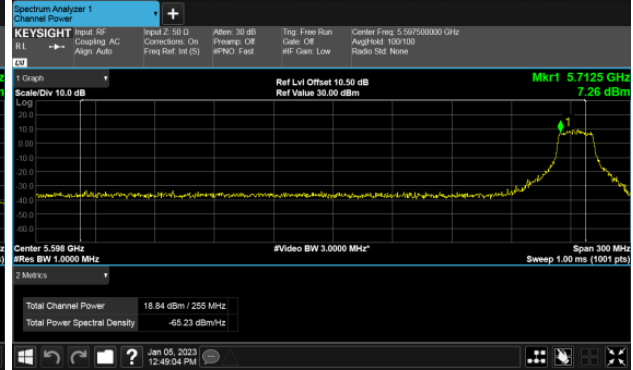 Spectrum Analyzer 1
Channel Power
+
KEYSIGHT
Input: RF
Input Z: 50 Ω
Atten: 30 dB
Trig: Free Run
Center Freq: 5.597500000 GHz
R L
Coupling: AC
Corrections: On
Preamp: Off
Gate: Off
Avg|Hold: 100/100
Align: Auto
Freq Ref: Int (S)
#PNO: Fast
#IF Gain: Low
Radio Std: None
LXI
1 Graph
Ref Lvl Offset 10.50 dB
Mkr1 5.7125 GHz
Scale/Div 10.0 dB
Ref Value 30.00 dBm
7.26 dBm
Log
20.0
1
10.0
0.00
-10.0
-20.0
-30.0
-40.0
-50.0
-60.0
Center 5.598 GHz
#Video BW 3.0000 MHz*
Span 300 MHz
#Res BW 1.0000 MHz
Sweep 1.00 ms (1001 pts)
2 Metrics
Total Channel Power
18.84 dBm / 255 MHz
Total Power Spectral Density
-65.23 dBm/Hz
?
Jan 05, 2023
12:49:04 PM